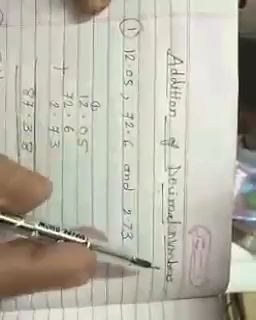 Addition of Decimal numbers
① 12.05, 72.6 and 2.73
①
12.05
72.6
+ 2.73
87.38